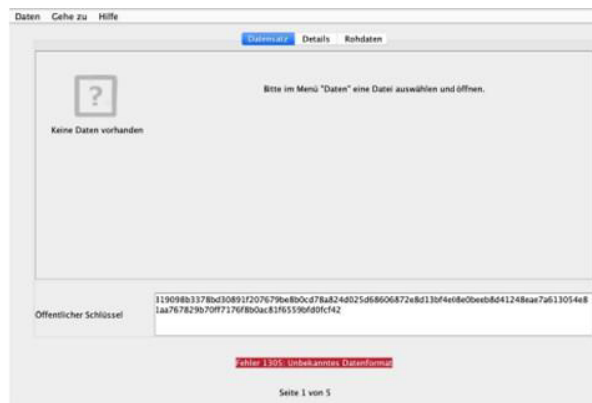 Daten Gehe zu Hilfe
Datensatz Details Rohdaten
Bitte im Menü "Daten" eine Datei auswählen und öffnen.
?
Keine Daten vorhanden
Öffentlicher Schlüssel
Fehler 1305: Unbekanntes Datenformat
Seite 1 von 5